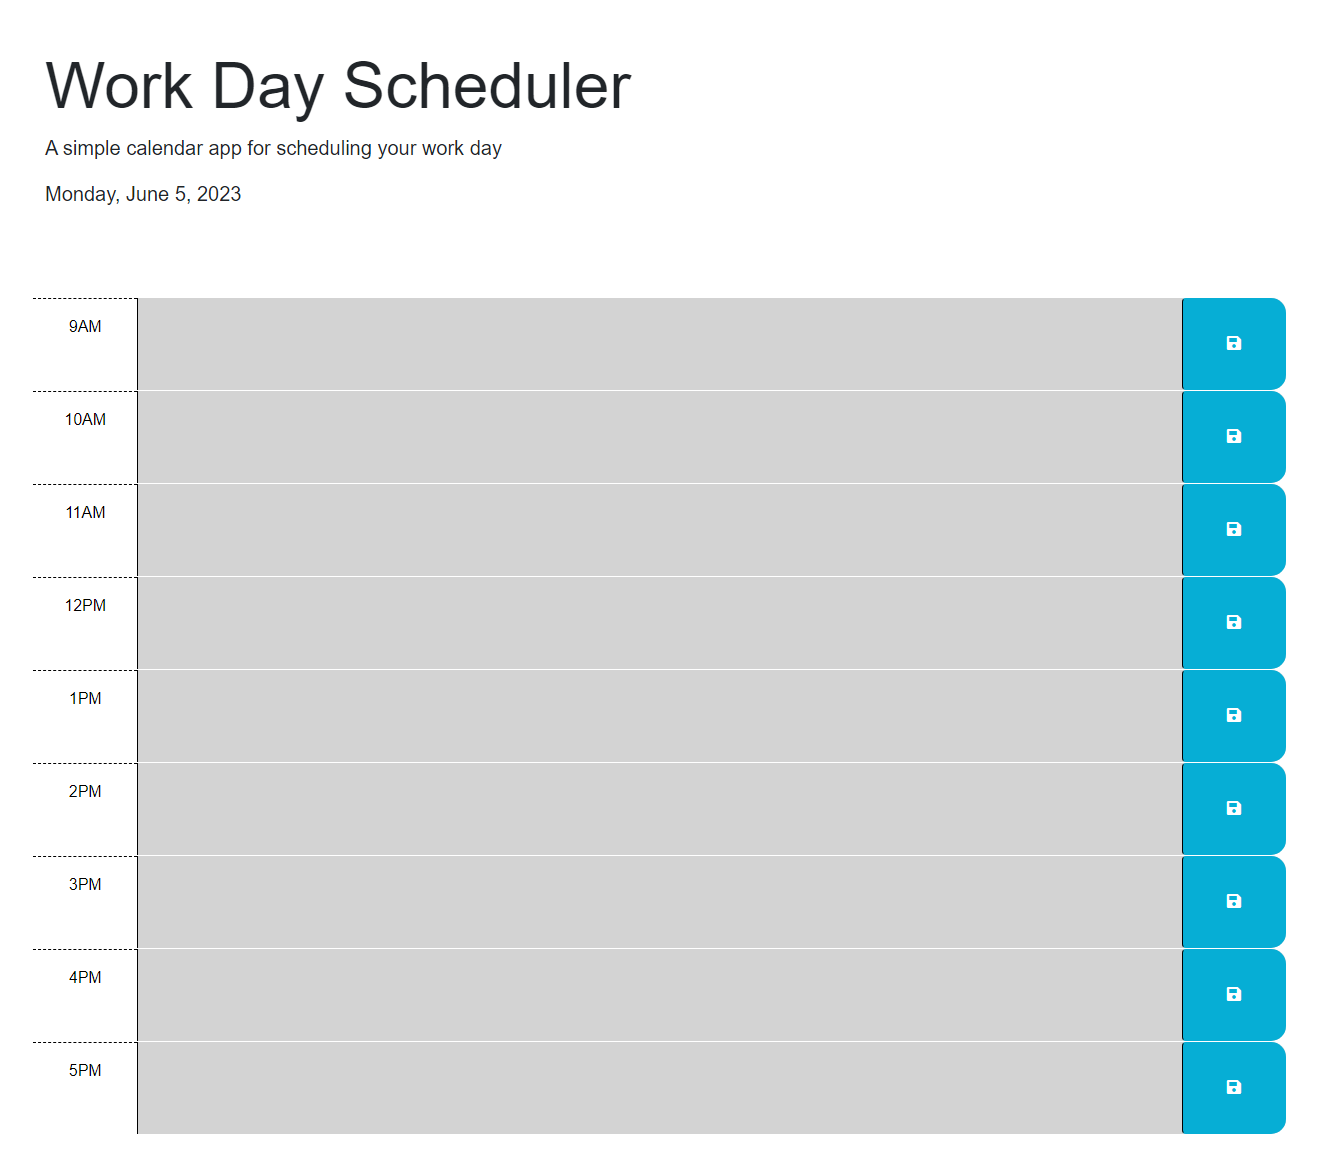 Work Day Scheduler
A simple calendar app for scheduling your work day
Monday, June 5, 2023
9AM
10AM
11AM
12PM
1PM
2PM
3PM
4PM
5PM